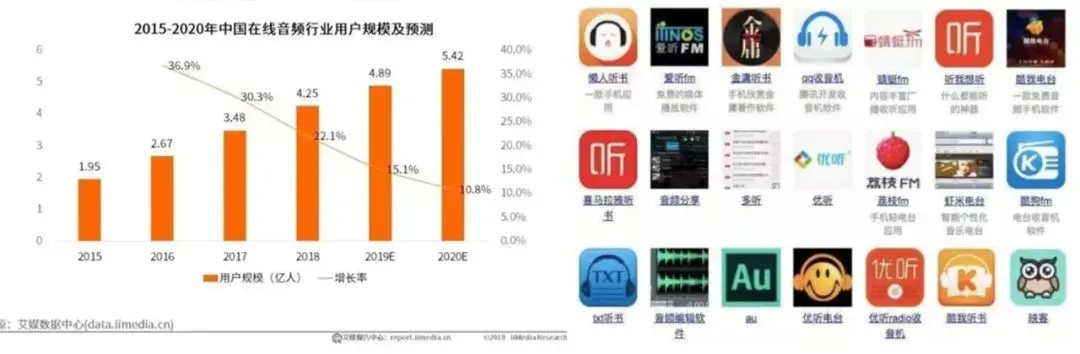 2015-2020年中国在线音频行业用户规模及预测
6
5
4
3
2
1
0
40.0%
35.0%
30.0%
25.0%
20.0%
15.0%
10.0%
5.0%
0.0%
1.95
2.67
3.48
4.25
4.89
5.42
36.9%
30.3%
22.1%
15.1%
10.8%
2015
2016
2017
2018
2019E
2020E
用户规模（亿人）
增长率
源：艾媒数据中心(data.iimedia.cn)
艾媒报告中心：report.iimedia.cn ©2019 iiMediaResearch
爱听FM
金庸
蜻蜓fm
听
懒人听书
一款手机应
用
爱听fm
免费的媒体
播放软件
金庸听书
手机欣赏金
庸著作软件
qq收音机
腾讯开发收
音机软件
蜻蜓fm
内容丰富广
播收听应用
听我想听
什么都能听
的神器
酷我电台
一款免费音
频手机软件
听
优听
荔枝FM
K
喜马拉雅听
书
音频分享
多听
优听
荔枝fm
手机轻电台
应用
虾米电台
智能个性化
音乐电台
酷狗fm
电台收音机
软件
TXT
Au
优听
K
txt听书
音频编辑软
件
au
优听电台
优听radio收
音机
酷我听书
映客